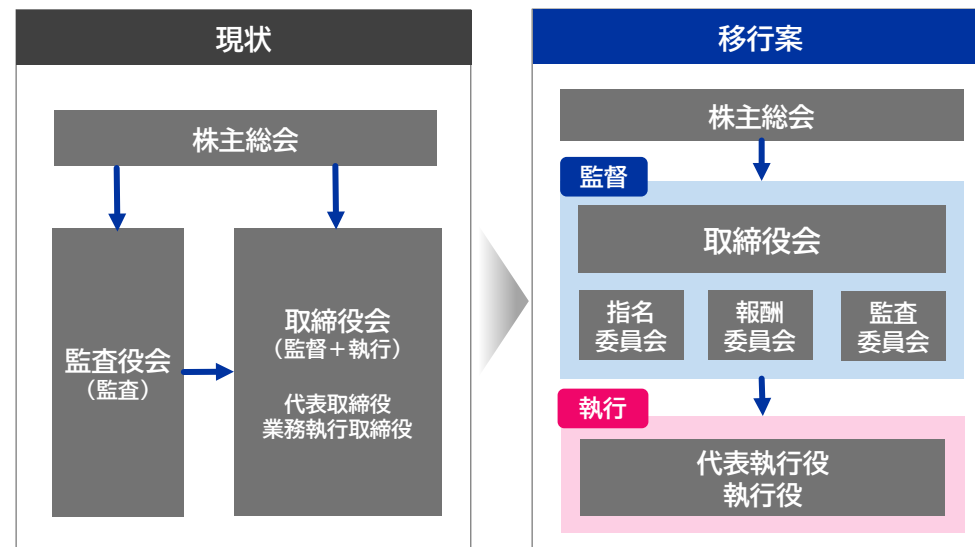 現状
株主総会
監査役会
（監査）
取締役会
（監督＋執行）
代表取締役
業務執行取締役
移行案
株主総会
監督
取締役会
指名
委員会
報酬
委員会
監査
委員会
執行
代表執行役
執行役